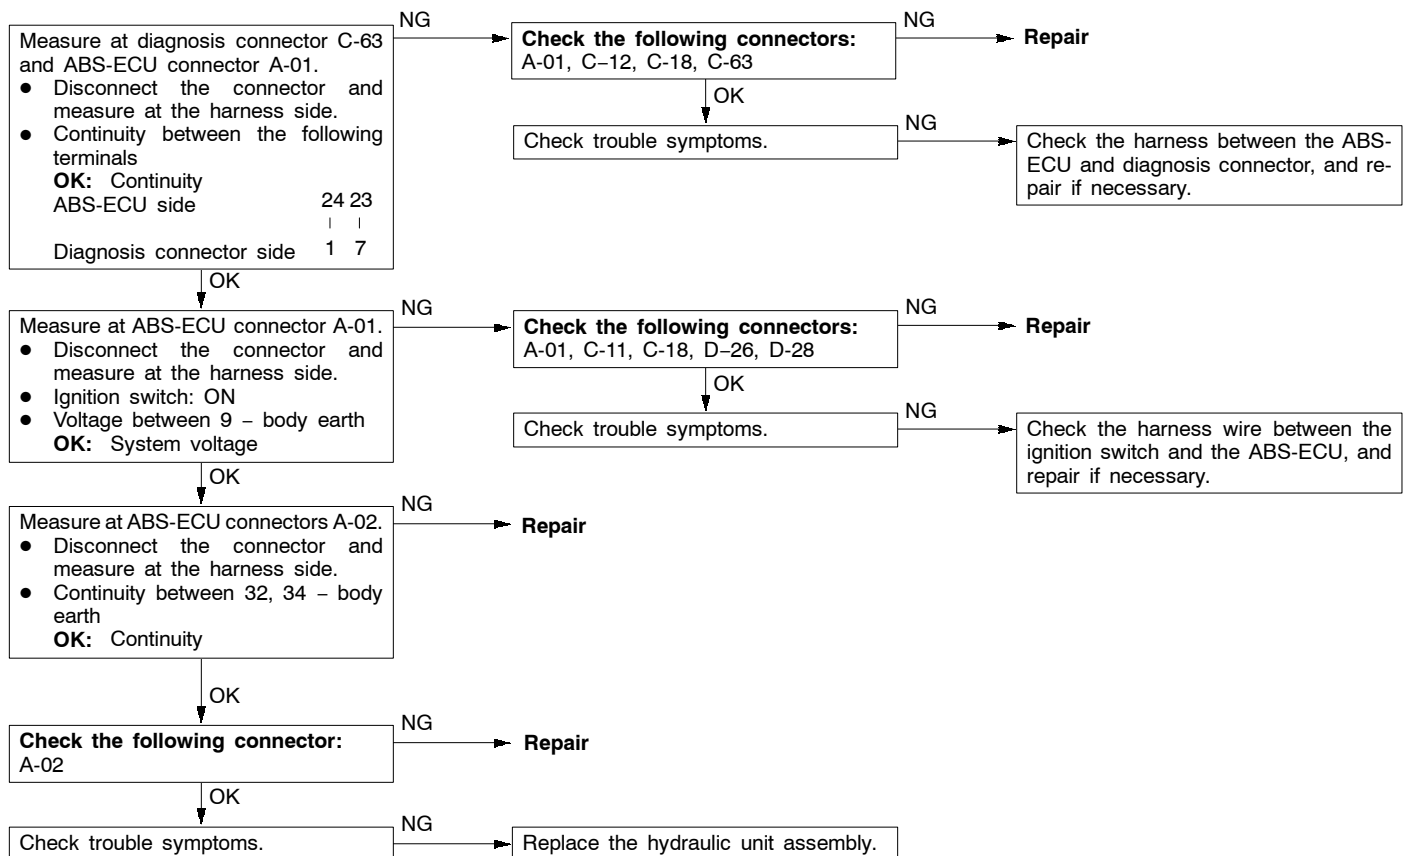 Measure at diagnosis connector C-63
and ABS-ECU connector A-01.
● Disconnect the connector and
measure at the harness side.
● Continuity between the following
terminals
OK: Continuity
ABS-ECU side 24 23
Diagnosis connector side 1 7
NG
Check the following connectors:
A-01, C–12, C-18, C-63
NG
Repair
OK
Check trouble symptoms.
NG
Check the harness between the ABS-
ECU and diagnosis connector, and re-
pair if necessary.
OK
Measure at ABS-ECU connector A-01.
● Disconnect the connector and
measure at the harness side.
● Ignition switch: ON
● Voltage between 9 – body earth
OK: System voltage
NG
Check the following connectors:
A-01, C-11, C-18, D–26, D-28
NG
Repair
OK
Check trouble symptoms.
NG
Check the harness wire between the
ignition switch and the ABS-ECU, and
repair if necessary.
OK
Measure at ABS-ECU connectors A-02.
● Disconnect the connector and
measure at the harness side.
● Continuity between 32, 34 – body
earth
OK: Continuity
NG
Repair
OK
Check the following connector:
A-02
NG
Repair
OK
Check trouble symptoms.
NG
Replace the hydraulic unit assembly.